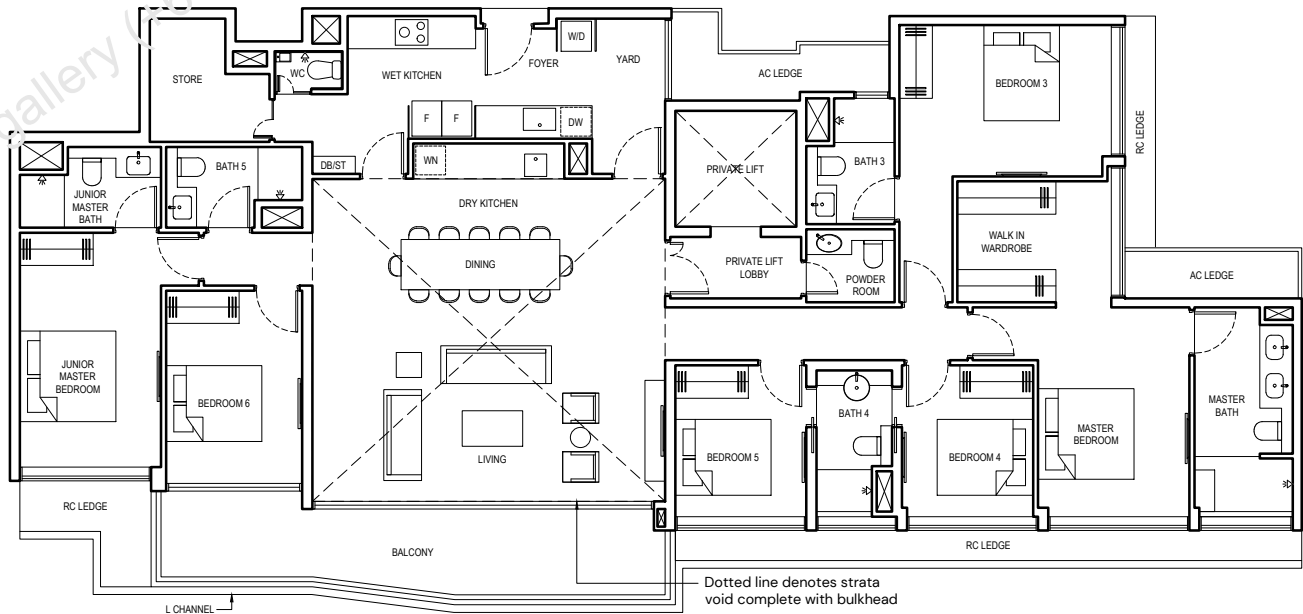 gallery
STORE
WC
WET KITCHEN
FOYER
W/D
YARD
AC LEDGE
BEDROOM 3
RC LEDGE
F
F
DW
DB/ST
WN
PRIVATE LIFT
BATH 3
JUNIOR
MASTER
BATH
BATH 5
DRY KITCHEN
DINING
PRIVATE LIFT
LOBBY
POWDER
ROOM
WALK IN
WARDROBE
AC LEDGE
JUNIOR
MASTER
BEDROOM
BEDROOM 6
LIVING
BEDROOM 5
BATH 4
BEDROOM 4
MASTER
BEDROOM
MASTER
BATH
RC LEDGE
BALCONY
RC LEDGE
L CHANNEL
Dotted line denotes strata
void complete with bulkhead